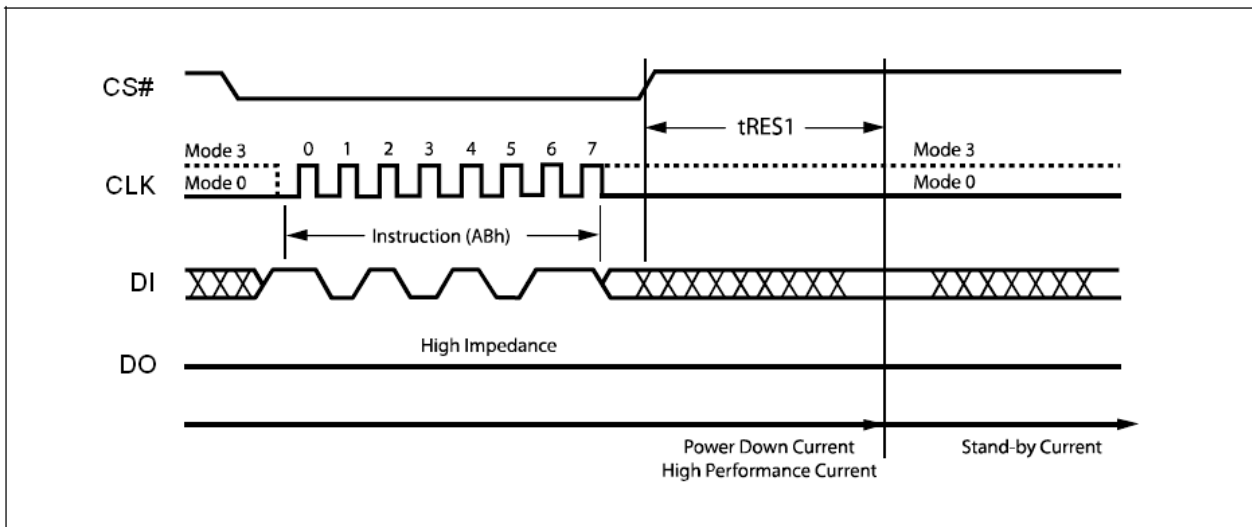 CS#
tRES1
Mode 3
0 1 2 3 4 5 6 7
Mode 3
CLK
Mode 0
Mode 0
Instruction (ABh)
DI
High Impedance
DO
Power Down Current
High Performance Current
Stand-by Current